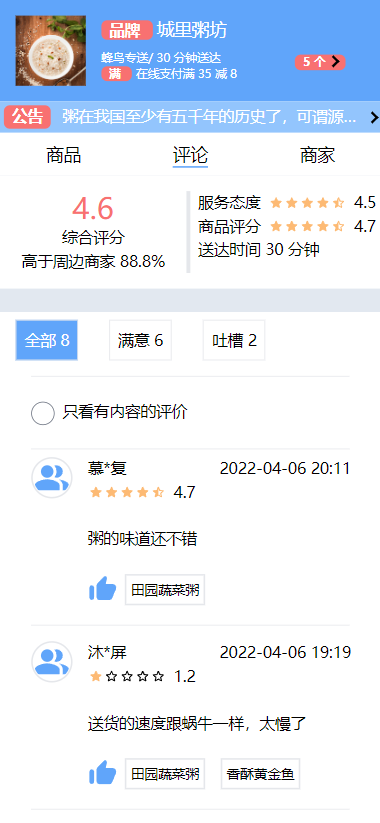 品牌 城里粥坊
蜂鸟专送/ 30 分钟送达
满 在线支付满 35 减 8
5 个
公告 粥在我国至少有五千年的历史了，可谓源...
商品 评论 商家
4.6
综合评分
高于周边商家 88.8%
服务态度 4.5
商品评分 4.7
送达时间 30 分钟
全部 8 满意 6 吐槽 2
只看有内容的评价
慕*复 2022-04-06 20:11
4.7
粥的味道还不错
田园蔬菜粥
沐*屏 2022-04-06 19:19
1.2
送货的速度跟蜗牛一样，太慢了
田园蔬菜粥 香酥黄金鱼